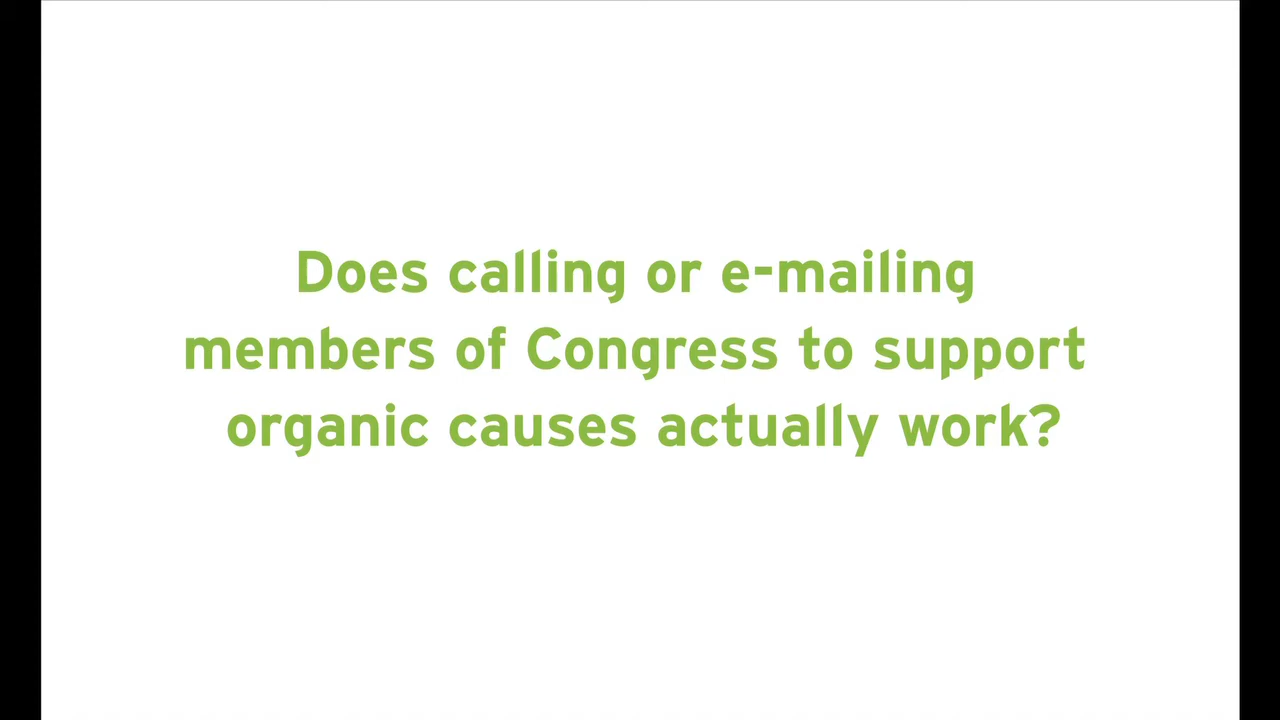 Does calling or e-mailing
members of Congress to support
organic causes actually work?